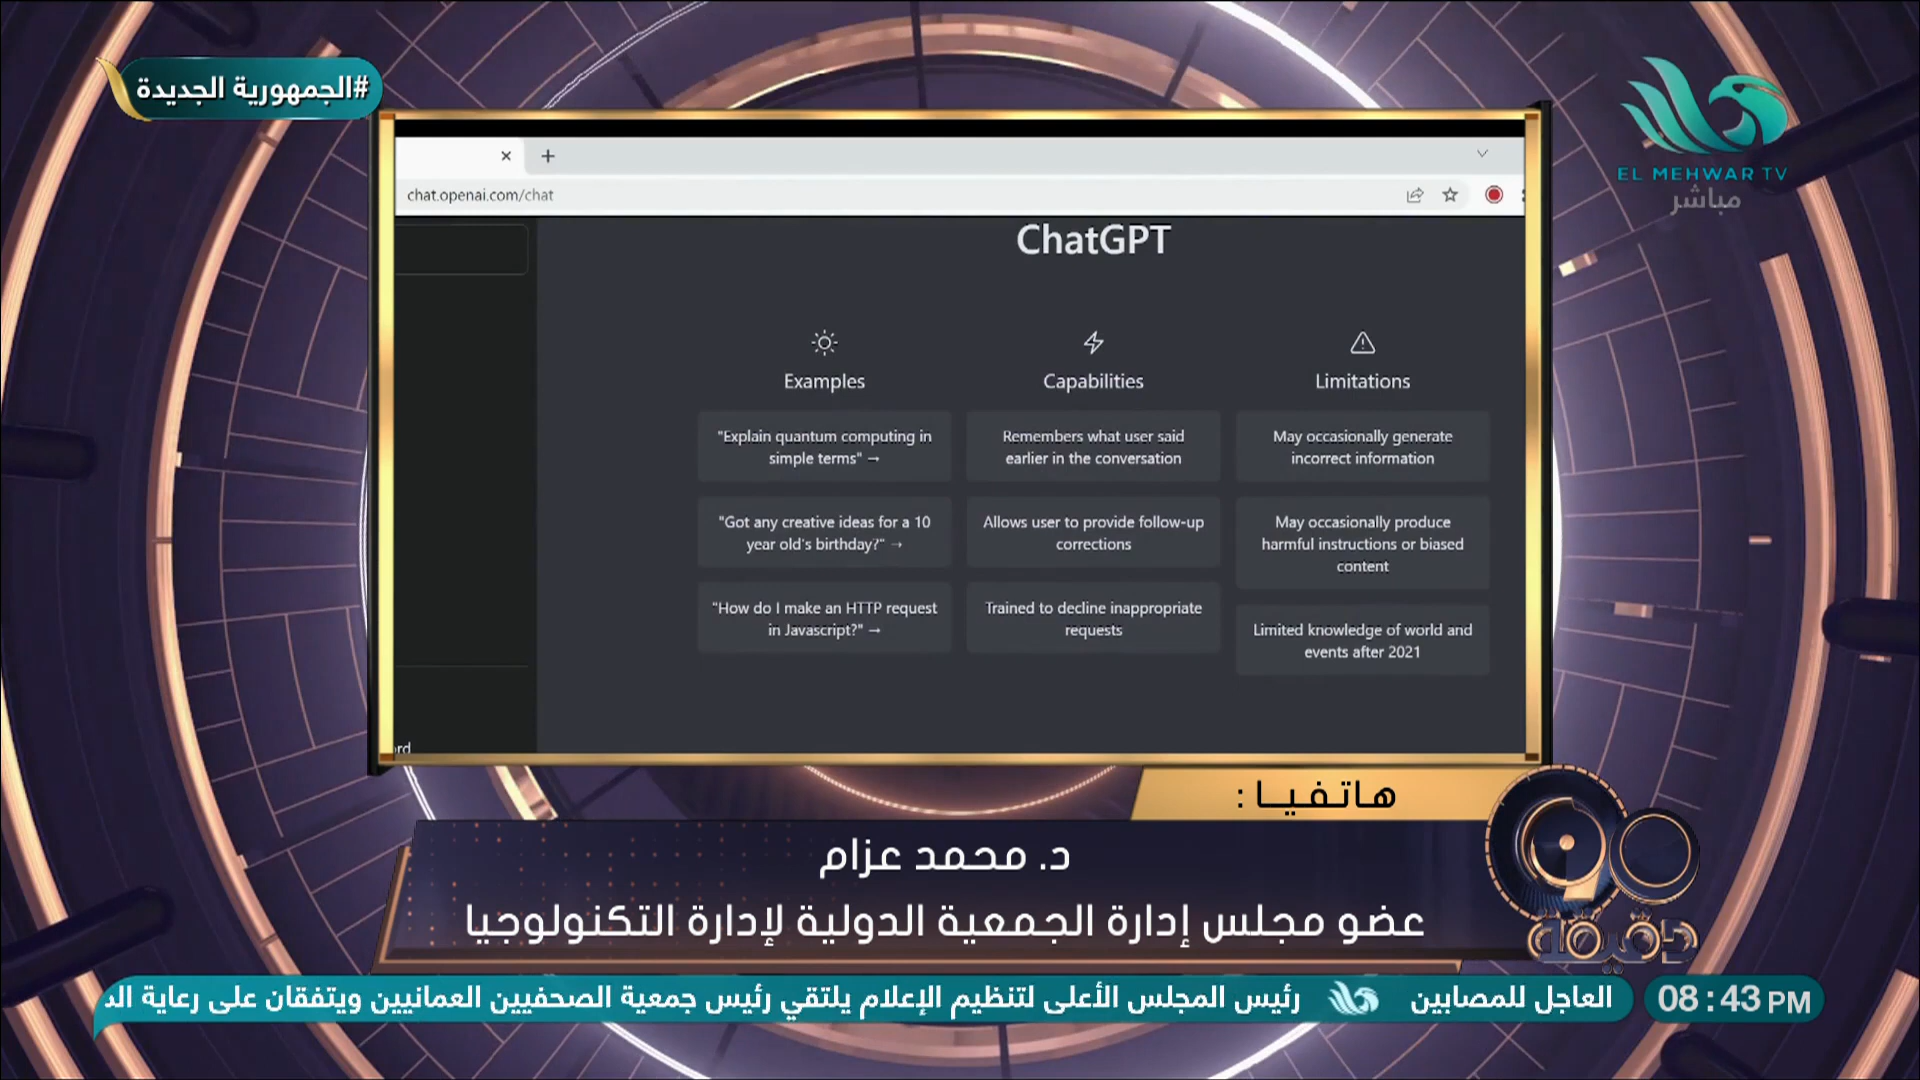 #الجمهورية الجديدة
EL MEHWAR TV
مباشر
chat.openai.com/chat
ChatGPT
Examples
"Explain quantum computing in
simple terms" →
"Got any creative ideas for a 10
year old's birthday?" →
"How do I make an HTTP request
in Javascript?" →
Capabilities
Remembers what user said
earlier in the conversation
Allows user to provide follow-up
corrections
Trained to decline inappropriate
requests
Limitations
May occasionally generate
incorrect information
May occasionally produce
harmful instructions or biased
content
Limited knowledge of world and
events after 2021
هاتفيا :
د. محمد عزام
عضو مجلس إدارة الجمعية الدولية لإدارة التكنولوجيا
90
دقيقة
العاجل للمصابين رئيس المجلس الأعلى لتنظيم الإعلام يلتقي رئيس جمعية الصحفيين العمانيين ويتفقان على رعاية
08:43 PM